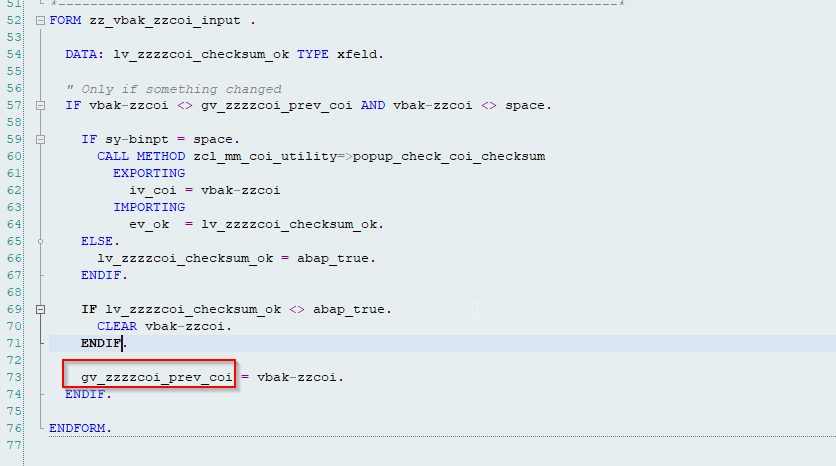 51 *---------------------------------------------------------------------*
52 FORM zz_vbak_zzcoi_input .
53
54 DATA: lv_zzzzcoi_checksum_ok TYPE xfeld.
55
56 " Only if something changed
57 IF vbak-zzcoi <> gv_zzzzcoi_prev_coi AND vbak-zzcoi <> space.
58
59 IF sy-binpt = space.
60 CALL METHOD zcl_mm_coi_utility=>popup_check_coi_checksum
61 EXPORTING
62 iv_coi = vbak-zzcoi
63 IMPORTING
64 ev_ok  = lv_zzzzcoi_checksum_ok.
65 ELSE.
66 lv_zzzzcoi_checksum_ok = abap_true.
67 ENDIF.
68
69 IF lv_zzzzcoi_checksum_ok <> abap_true.
70 CLEAR vbak-zzcoi.
71 ENDIF.
72
73 gv_zzzzcoi_prev_coi = vbak-zzcoi.
74 ENDIF.
75
76 ENDFORM.
77